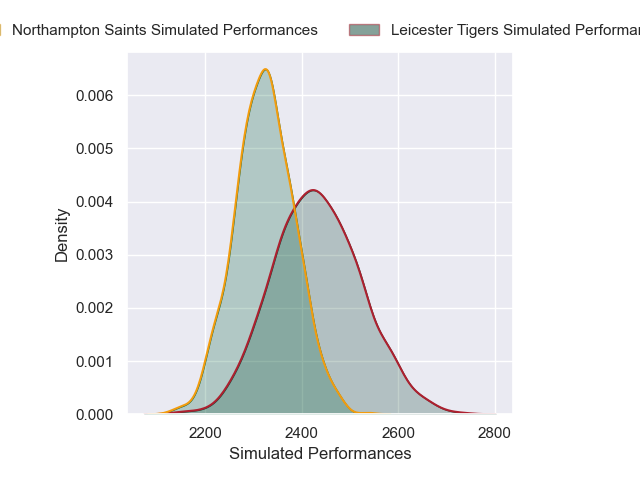 Northampton Saints Simulated Performances
Leicester Tigers Simulated
0.006
0.005
0.004
0.003
0.002
0.001
0.000
Density
2200 2400 2600 2800
Simulated Performances